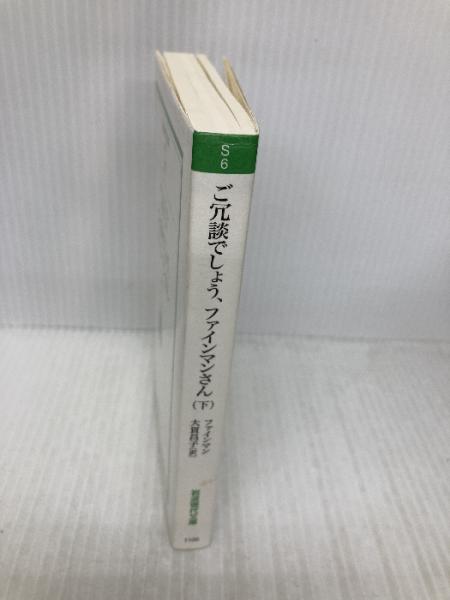 S
6
ご冗談でしょう、ファインマンさん(下)
ファインマン
大貫昌子(訳)
岩波現代文庫
1100